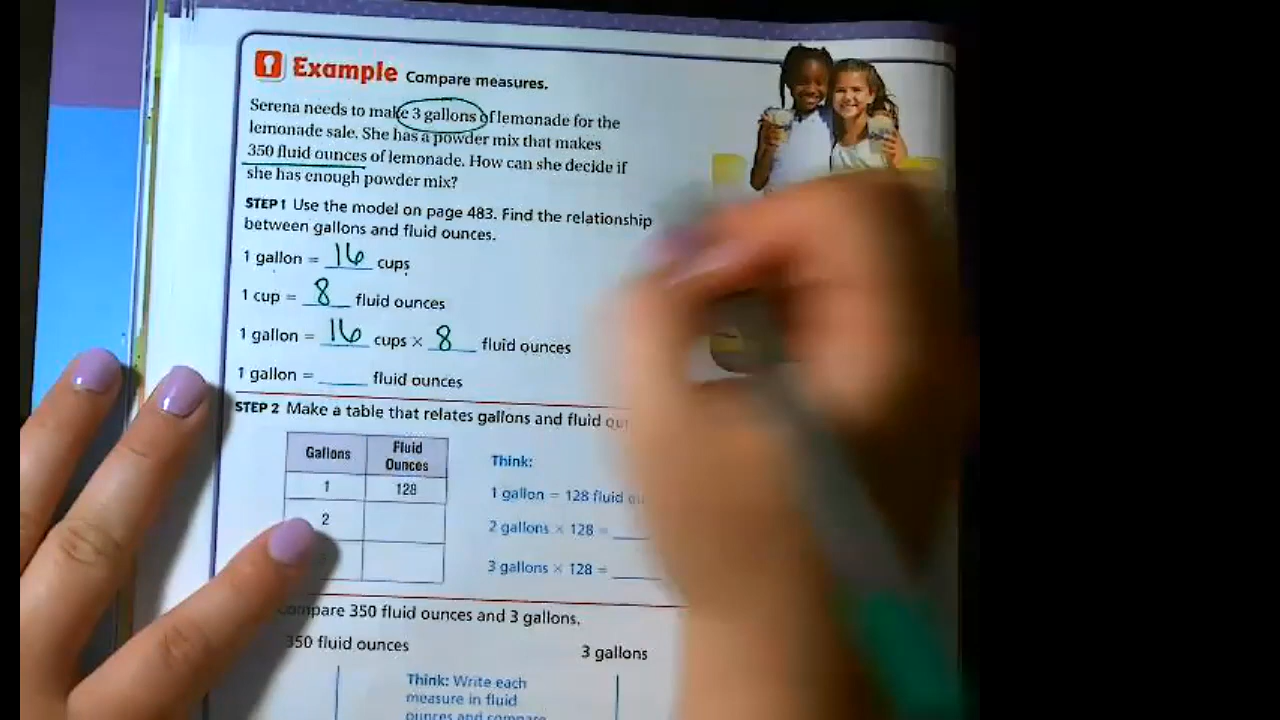 Example Compare measures.
Serena needs to make 3 gallons of lemonade for the
lemonade sale. She has a powder mix that makes
350 fluid ounces of lemonade. How can she decide if
she has enough powder mix?
STEP 1 Use the model on page 483. Find the relationship
between gallons and fluid ounces.
1 gallon = 16 cups
1 cup = 8 fluid ounces
1 gallon = 16 cups × 8 fluid ounces
1 gallon = ____ fluid ounces
STEP 2 Make a table that relates gallons and fluid
Gallons Fluid Ounces
1 128
2
Think:
1 gallon = 128 fluid
2 gallons × 128 = ____
3 gallons × 128 = ____
Compare 350 fluid ounces and 3 gallons.
350 fluid ounces 3 gallons
Think: Write each
measure in fluid
ounces and compare